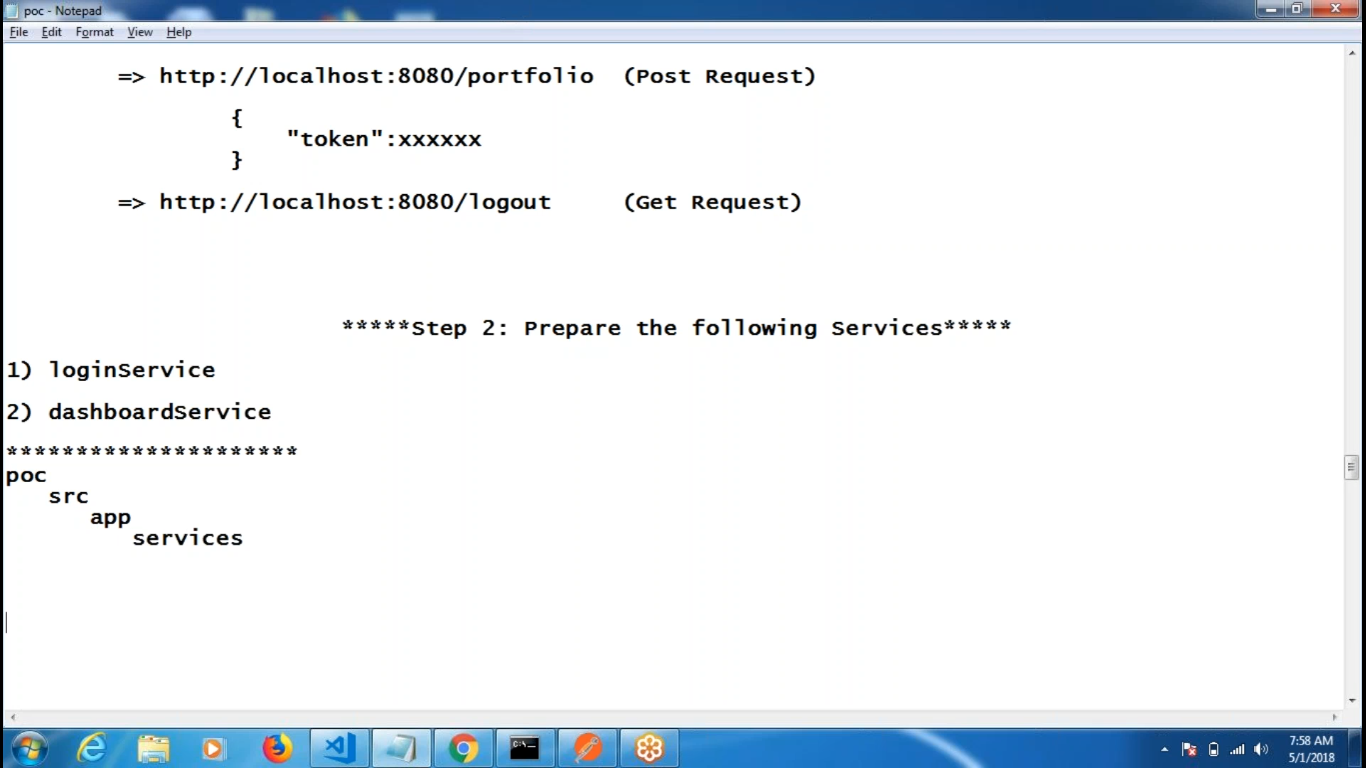 poc - Notepad
File Edit Format View Help
=> http://localhost:8080/portfolio (Post Request)
{
"token":xxxxxx
}
=> http://localhost:8080/logout (Get Request)
*****Step 2: Prepare the following Services*****
1) loginService
2) dashboardService
*********************
poc
src
app
services
C:\_
7:58 AM
5/1/2018